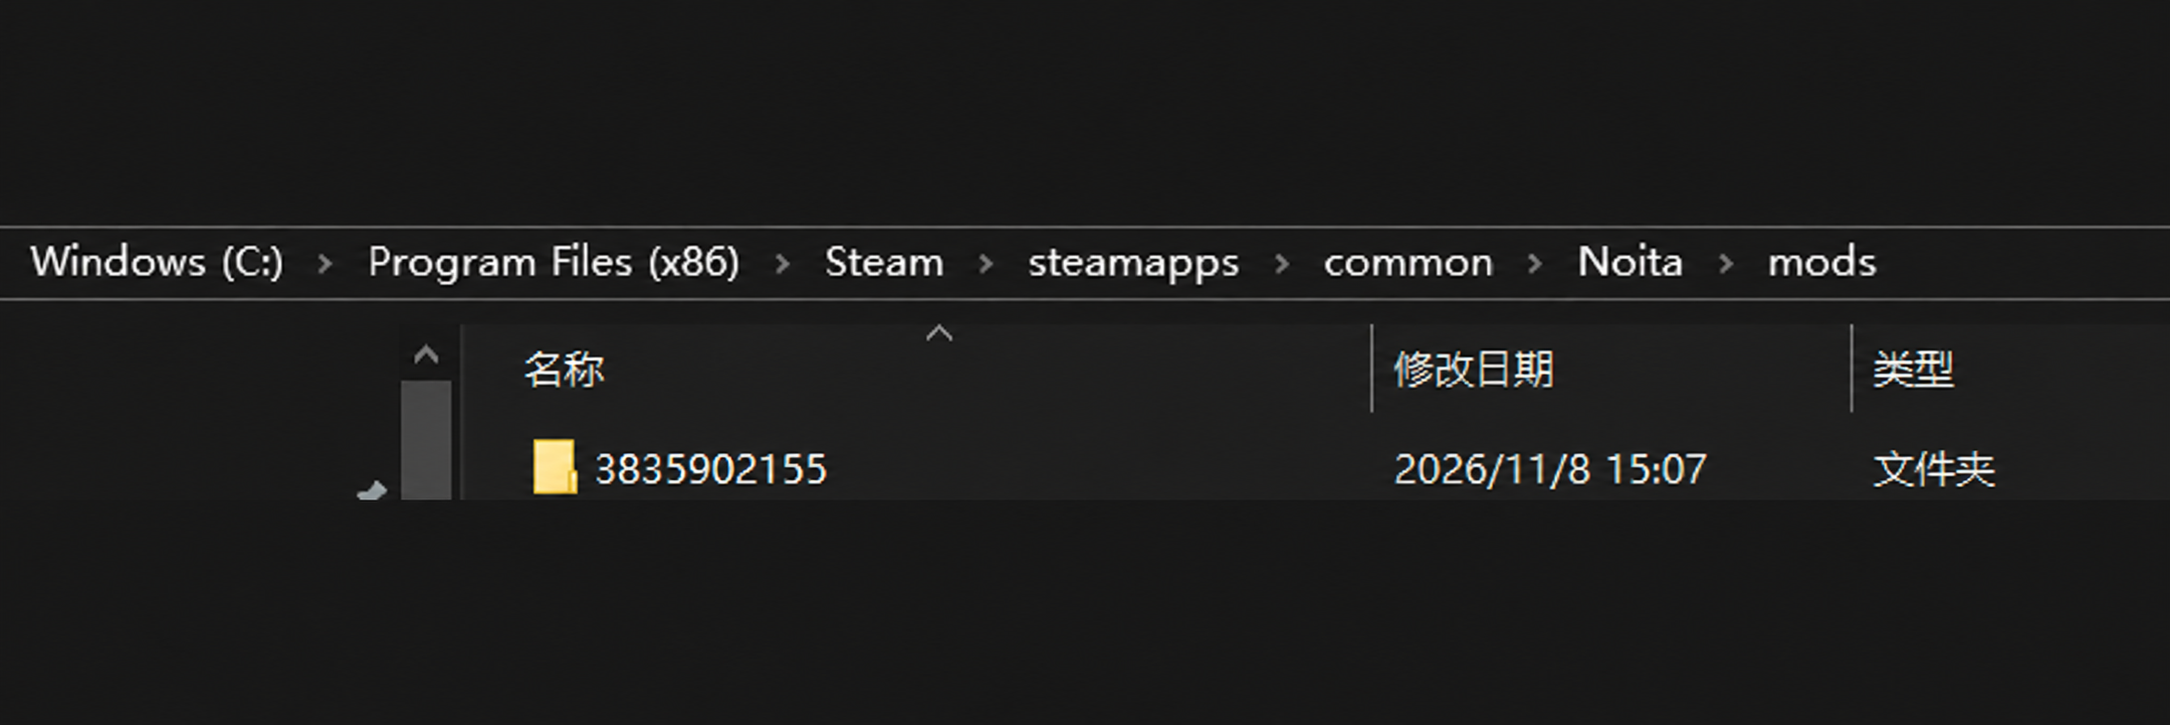 Windows (C:) › Program Files (x86) › Steam › steamapps › common › Noita › mods
名称 修改日期 类型
3835902155 2026/11/8 15:07 文件夹